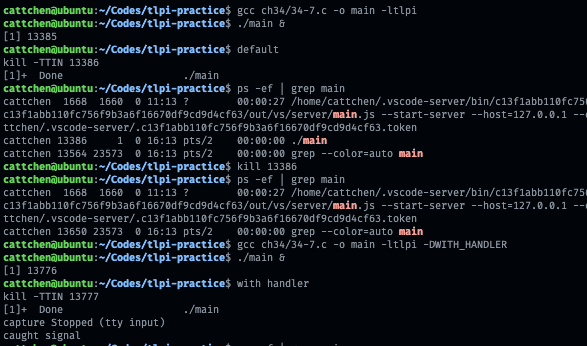 cattchen@ubuntu:~/Codes/tlpi-practice$ gcc ch34/34-7.c -o main -ltlpi
cattchen@ubuntu:~/Codes/tlpi-practice$ ./main &
[1] 13385
cattchen@ubuntu:~/Codes/tlpi-practice$ default
kill -TTIN 13386
[1]+  Done                    ./main
cattchen@ubuntu:~/Codes/tlpi-practice$ ps -ef | grep main
cattchen  1668  1660  0 11:13 ?        00:00:27 /home/cattchen/.vscode-server/bin/c13f1abb110fc756
c13f1abb110fc756f9b3a6f16670df9cd9d4cf63/out/vs/server/main.js --start-server --host=127.0.0.1 --c
ttchen/.vscode-server/.c13f1abb110fc756f9b3a6f16670df9cd9d4cf63.token
cattchen 13386     1  0 16:13 pts/2    00:00:00 ./main
cattchen 13564 23573  0 16:13 pts/2    00:00:00 grep --color=auto main
cattchen@ubuntu:~/Codes/tlpi-practice$ kill 13386
cattchen@ubuntu:~/Codes/tlpi-practice$ ps -ef | grep main
cattchen  1668  1660  0 11:13 ?        00:00:27 /home/cattchen/.vscode-server/bin/c13f1abb110fc756
c13f1abb110fc756f9b3a6f16670df9cd9d4cf63/out/vs/server/main.js --start-server --host=127.0.0.1 --c
ttchen/.vscode-server/.c13f1abb110fc756f9b3a6f16670df9cd9d4cf63.token
cattchen 13650 23573  0 16:13 pts/2    00:00:00 grep --color=auto main
cattchen@ubuntu:~/Codes/tlpi-practice$ gcc ch34/34-7.c -o main -ltlpi -DWITH_HANDLER
cattchen@ubuntu:~/Codes/tlpi-practice$ ./main &
[1] 13776
cattchen@ubuntu:~/Codes/tlpi-practice$ with handler
kill -TTIN 13777
[1]+  Done                    ./main
capture Stopped (tty input)
caught signal